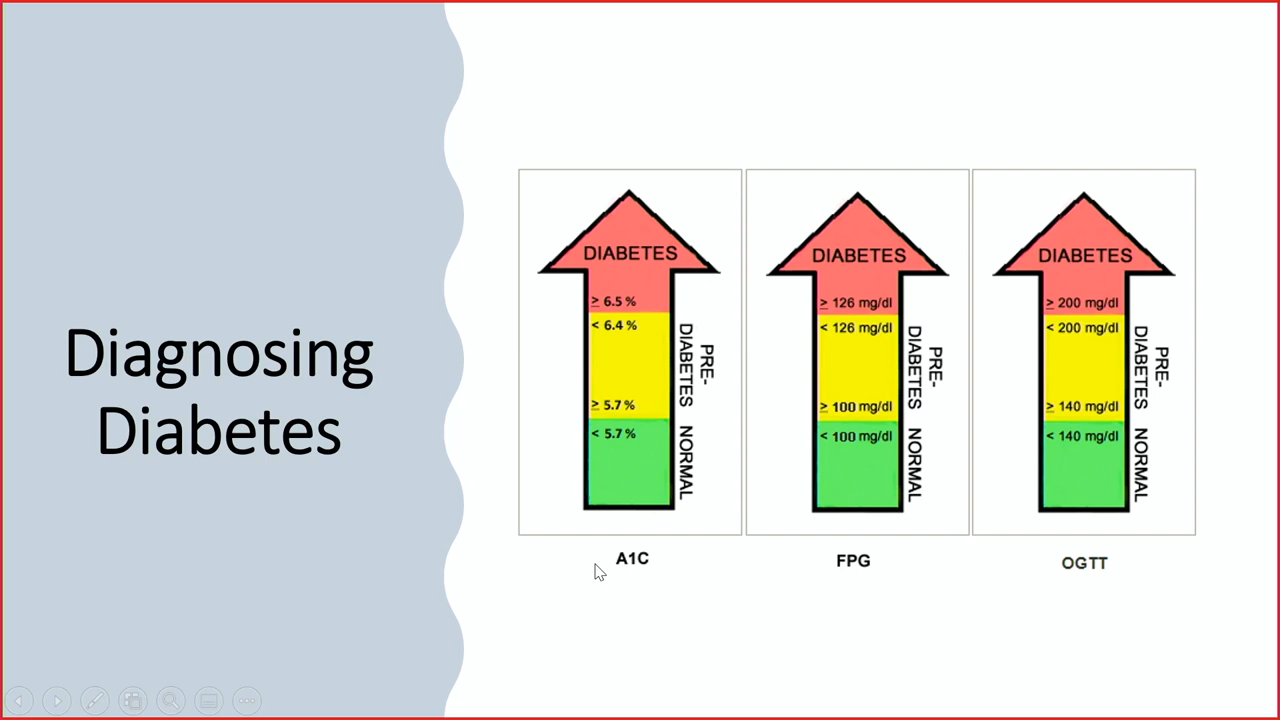 Diagnosing
Diabetes
DIABETES
≥ 6.5 %
< 6.4 %
≥ 5.7 %
< 5.7 %
PRE-
DIABETES
NORMAL
A1C
DIABETES
≥ 126 mg/dl
< 126 mg/dl
≥ 100 mg/dl
< 100 mg/dl
PRE-
DIABETES
NORMAL
FPG
DIABETES
≥ 200 mg/dl
< 200 mg/dl
≥ 140 mg/dl
< 140 mg/dl
PRE-
DIABETES
NORMAL
OGTT